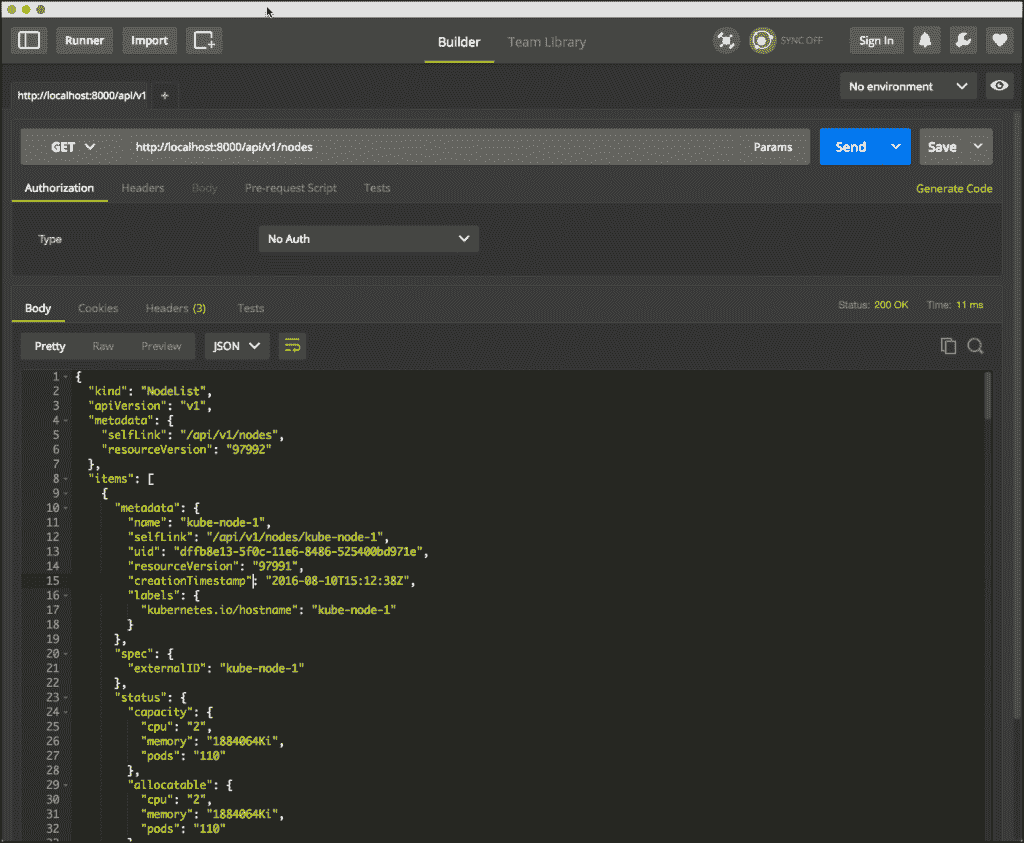 Runner Import Builder Team Library SYNC OFF Sign In
No environment
http://localhost:8000/api/v1 +
GET http://localhost:8000/api/v1/nodes Params Send Save
Authorization Headers Body Pre-request Script Tests Generate Code
Type No Auth
Body Cookies Headers (3) Tests Status: 200 OK Time: 11 ms
Pretty Raw Preview JSON
1 {
2 "kind": "NodeList",
3 "apiVersion": "v1",
4 "metadata": {
5 "selfLink": "/api/v1/nodes",
6 "resourceVersion": "97992"
7 },
8 "items": [
9 {
10 "metadata": {
11 "name": "kube-node-1",
12 "selfLink": "/api/v1/nodes/kube-node-1",
13 "uid": "dffb8e13-5f0c-11e6-8486-525400bd971e",
14 "resourceVersion": "97991",
15 "creationTimestamp": "2016-08-10T15:12:38Z",
16 "labels": {
17 "kubernetes.io/hostname": "kube-node-1"
18 }
19 },
20 "spec": {
21 "externalID": "kube-node-1"
22 },
23 "status": {
24 "capacity": {
25 "cpu": "2",
26 "memory": "1884064Ki",
27 "pods": "110"
28 },
29 "allocatable": {
30 "cpu": "2",
31 "memory": "1884064Ki",
32 "pods": "110"